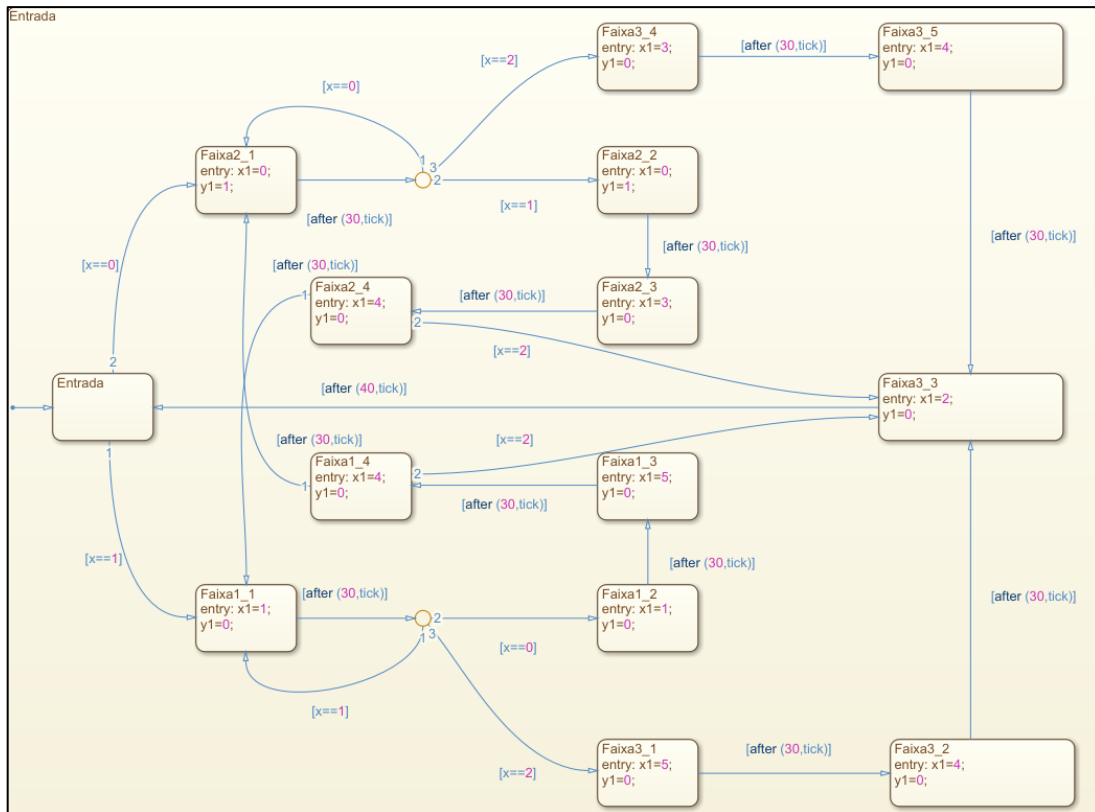 Entrada
Faixa3_4
entry: x1=3;
y1=0;
[after (30,tick)]
Faixa3_5
entry: x1=4;
y1=0;
[x==2]
[x==0]
Faixa2_1
entry: x1=0;
y1=1;
1
3
2
Faixa2_2
entry: x1=0;
y1=1;
[x==1]
[after (30,tick)]
[after (30,tick)]
[after (30,tick)]
[x==0]
[after (30,tick)]
1
Faixa2_4
entry: x1=4;
y1=0;
2
[after (30,tick)]
Faixa2_3
entry: x1=3;
y1=0;
[x==2]
2
Entrada
1
[after (40,tick)]
Faixa3_3
entry: x1=2;
y1=0;
[after (30,tick)]
[x==2]
1
Faixa1_4
entry: x1=4;
y1=0;
2
[after (30,tick)]
Faixa1_3
entry: x1=5;
y1=0;
[x==1]
[after (30,tick)]
Faixa1_1
entry: x1=1;
y1=0;
[after (30,tick)]
2
1
3
Faixa1_2
entry: x1=1;
y1=0;
[after (30,tick)]
[x==0]
[x==1]
[x==2]
Faixa3_1
entry: x1=5;
y1=0;
[after (30,tick)]
Faixa3_2
entry: x1=4;
y1=0;